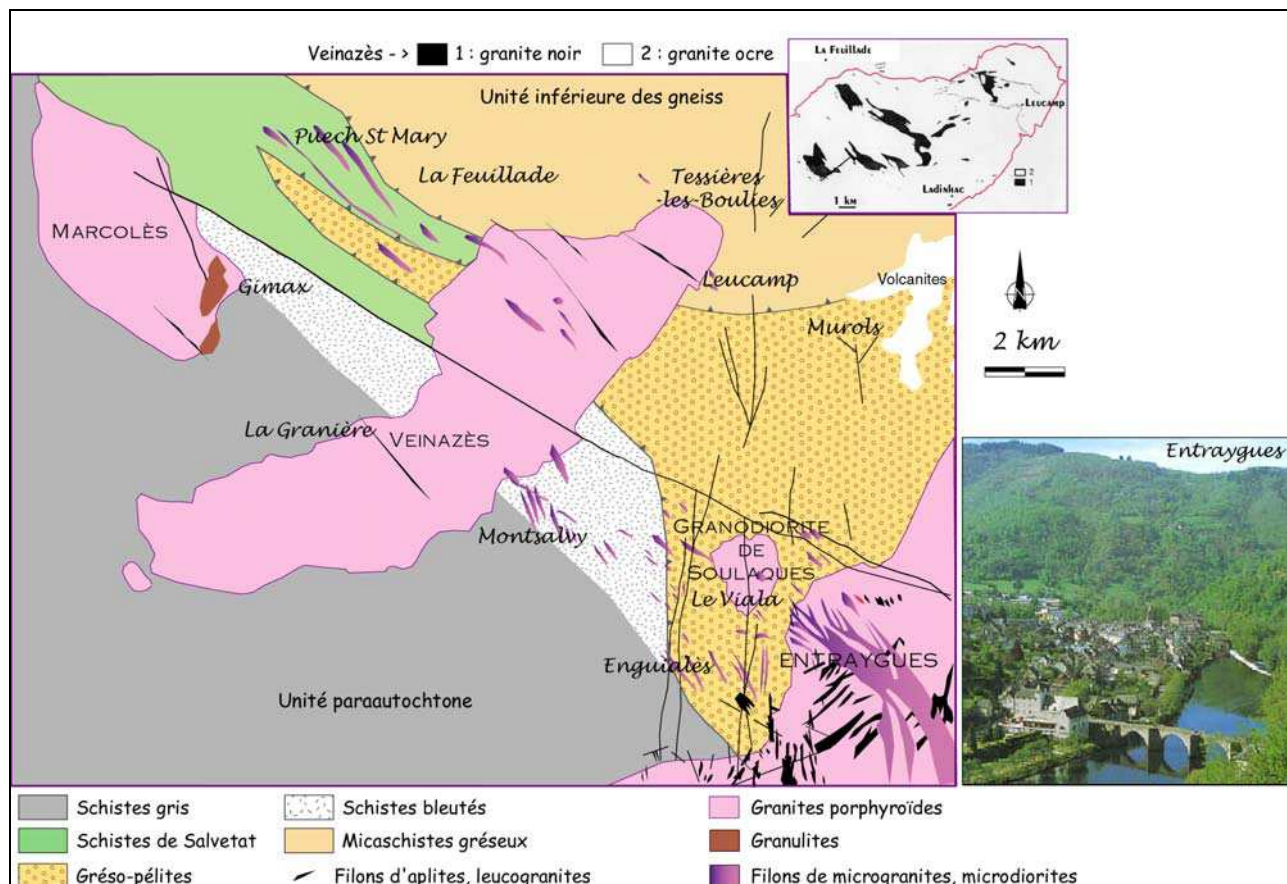 Veinazès - > 1 : granite noir 2 : granite ocre
LA FEUILLADE
LEUCAMP
LADINHAC
2
1
1 KM
Unité inférieure des gneiss
Puech St Mary
La Feuillade
Tessières
-les-Boulies
MARCOLÈS
Gimax
Leucamp
Volcanites
Murols
2 km
La Granière
VEINAZÈS
Entraygues
Montsalvy
GRANODIORITE
DE
SOULAQUES
Le Viala
Enguialès
ENTRAYGUES
Unité paraautochtone
Schistes gris
Schistes bleutés
Granites porphyroïdes
Schistes de Salvetat
Micaschistes gréseux
Granulites
Gréso-pélites
Filons d'aplites, leucogranites
Filons de microgranites, microdiorites